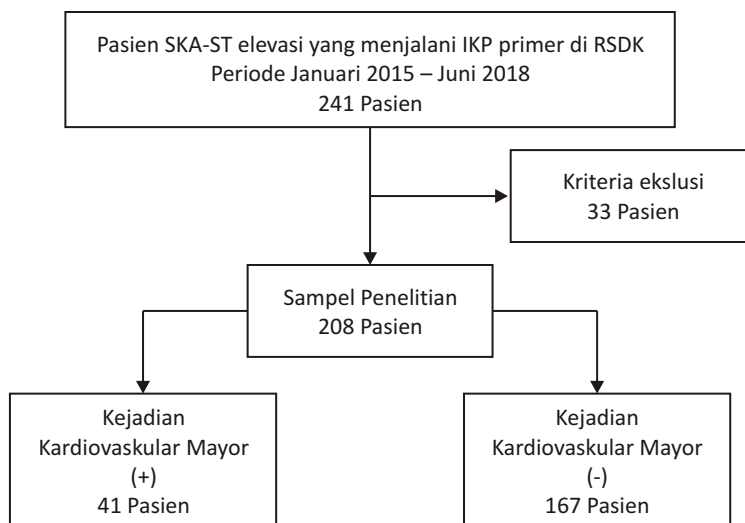 Pasien SKA-ST elevasi yang menjalani IKP primer di RSDK
Periode Januari 2015 – Juni 2018
241 Pasien
Kriteria ekslusi
33 Pasien
Sampel Penelitian
208 Pasien
Kejadian
Kardiovaskular Mayor
(+)
41 Pasien
Kejadian
Kardiovaskular Mayor
(-)
167 Pasien